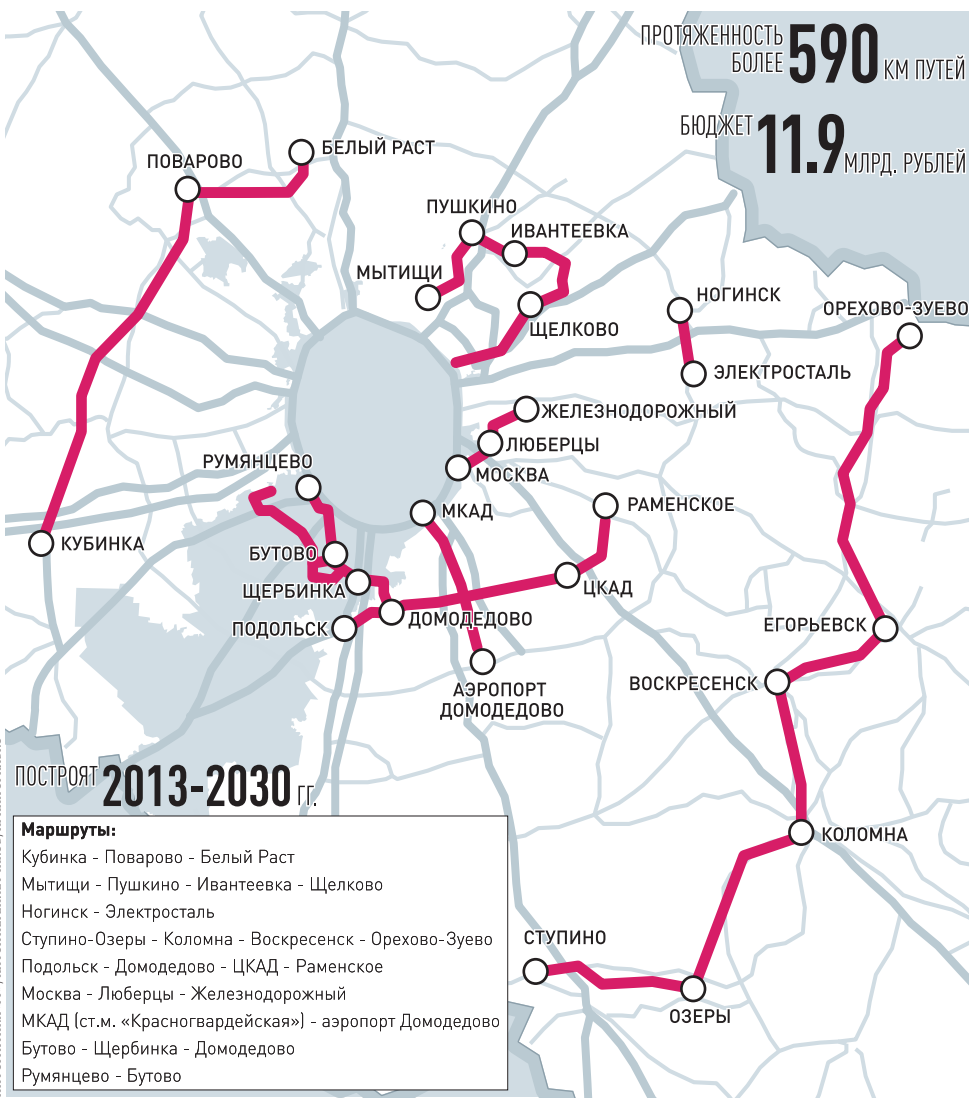 ПРОТЯЖЕННОСТЬ
БОЛЕЕ 590 КМ ПУТЕЙ
БЮДЖЕТ 11.9 МЛРД. РУБЛЕЙ
БЕЛЫЙ РАСТ
ПОВАРОВО
ПУШКИНО
ИВАНТЕЕВКА
МЫТИЩИ
НОГИНСК
ОРЕХОВО-ЗУЕВО
ЩЕЛКОВО
ЭЛЕКТРОСТАЛЬ
ЖЕЛЕЗНОДОРОЖНЫЙ
ЛЮБЕРЦЫ
РУМЯНЦЕВО
МОСКВА
МКАД
РАМЕНСКОЕ
КУБИНКА
БУТОВО
ЩЕРБИНКА
ЦКАД
ДОМОДЕДОВО
ПОДОЛЬСК
ЕГОРЬЕВСК
ВОСКРЕСЕНСК
АЭРОПОРТ
ДОМОДЕДОВО
ПОСТРОЯТ 2013-2030 ГГ.
КОЛОМНА
СТУПИНО
ОЗЕРЫ
Маршруты:
Кубинка - Поварово - Белый Раст
Мытищи - Пушкино - Ивантеевка - Щелково
Ногинск - Электросталь
Ступино-Озеры - Коломна - Воскресенск - Орехово-Зуево
Подольск - Домодедово - ЦКАД - Раменское
Москва - Люберцы - Железнодорожный
МКАД (ст.м. «Красногвардейская») - аэропорт Домодедово
Бутово - Щербинка - Домодедово
Румянцево - Бутово